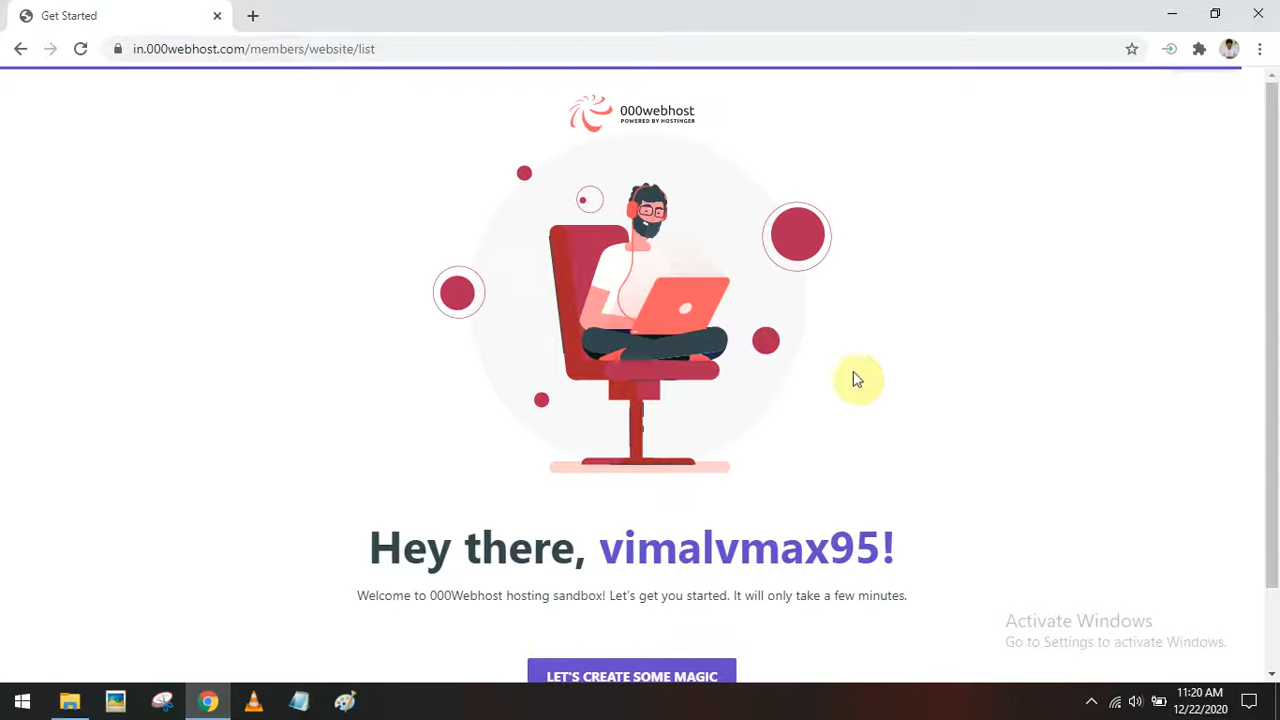 Get Started
in.000webhost.com/members/website/list
000webhost
POWERED BY HOSTINGER
Hey there, vimalvmax95!
Welcome to 000Webhost hosting sandbox! Let's get you started. It will only take a few minutes.
LET'S CREATE SOME MAGIC
Activate Windows
Go to Settings to activate Windows.
11:20 AM
12/22/2020